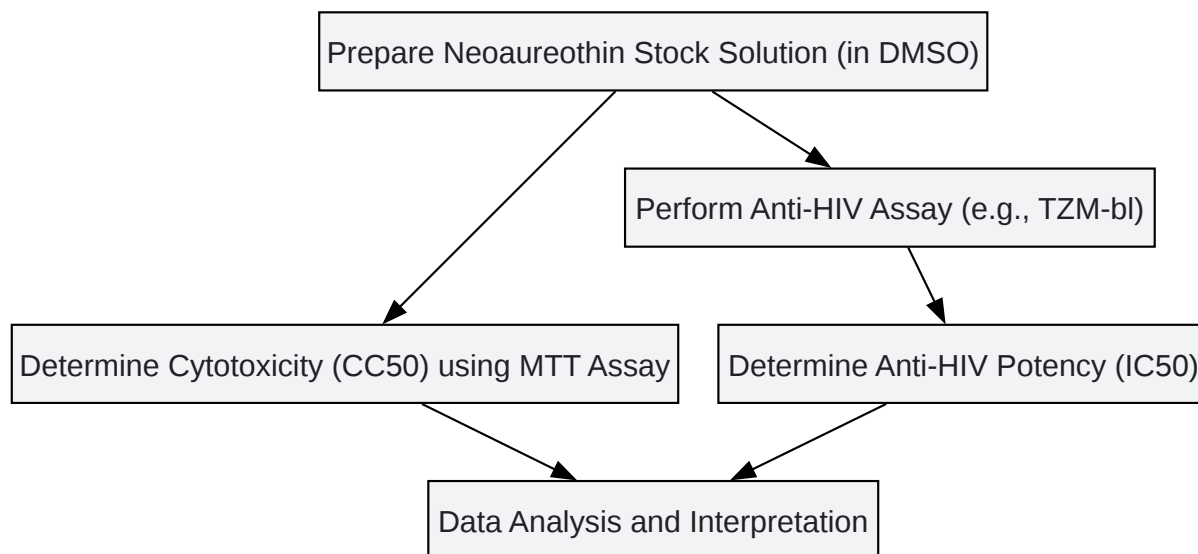 Prepare Neoaureothin Stock Solution (in DMSO)
Perform Anti-HIV Assay (e.g., TZM-bl)
Determine Cytotoxicity (CC50) using MTT Assay
Determine Anti-HIV Potency (IC50)
Data Analysis and Interpretation